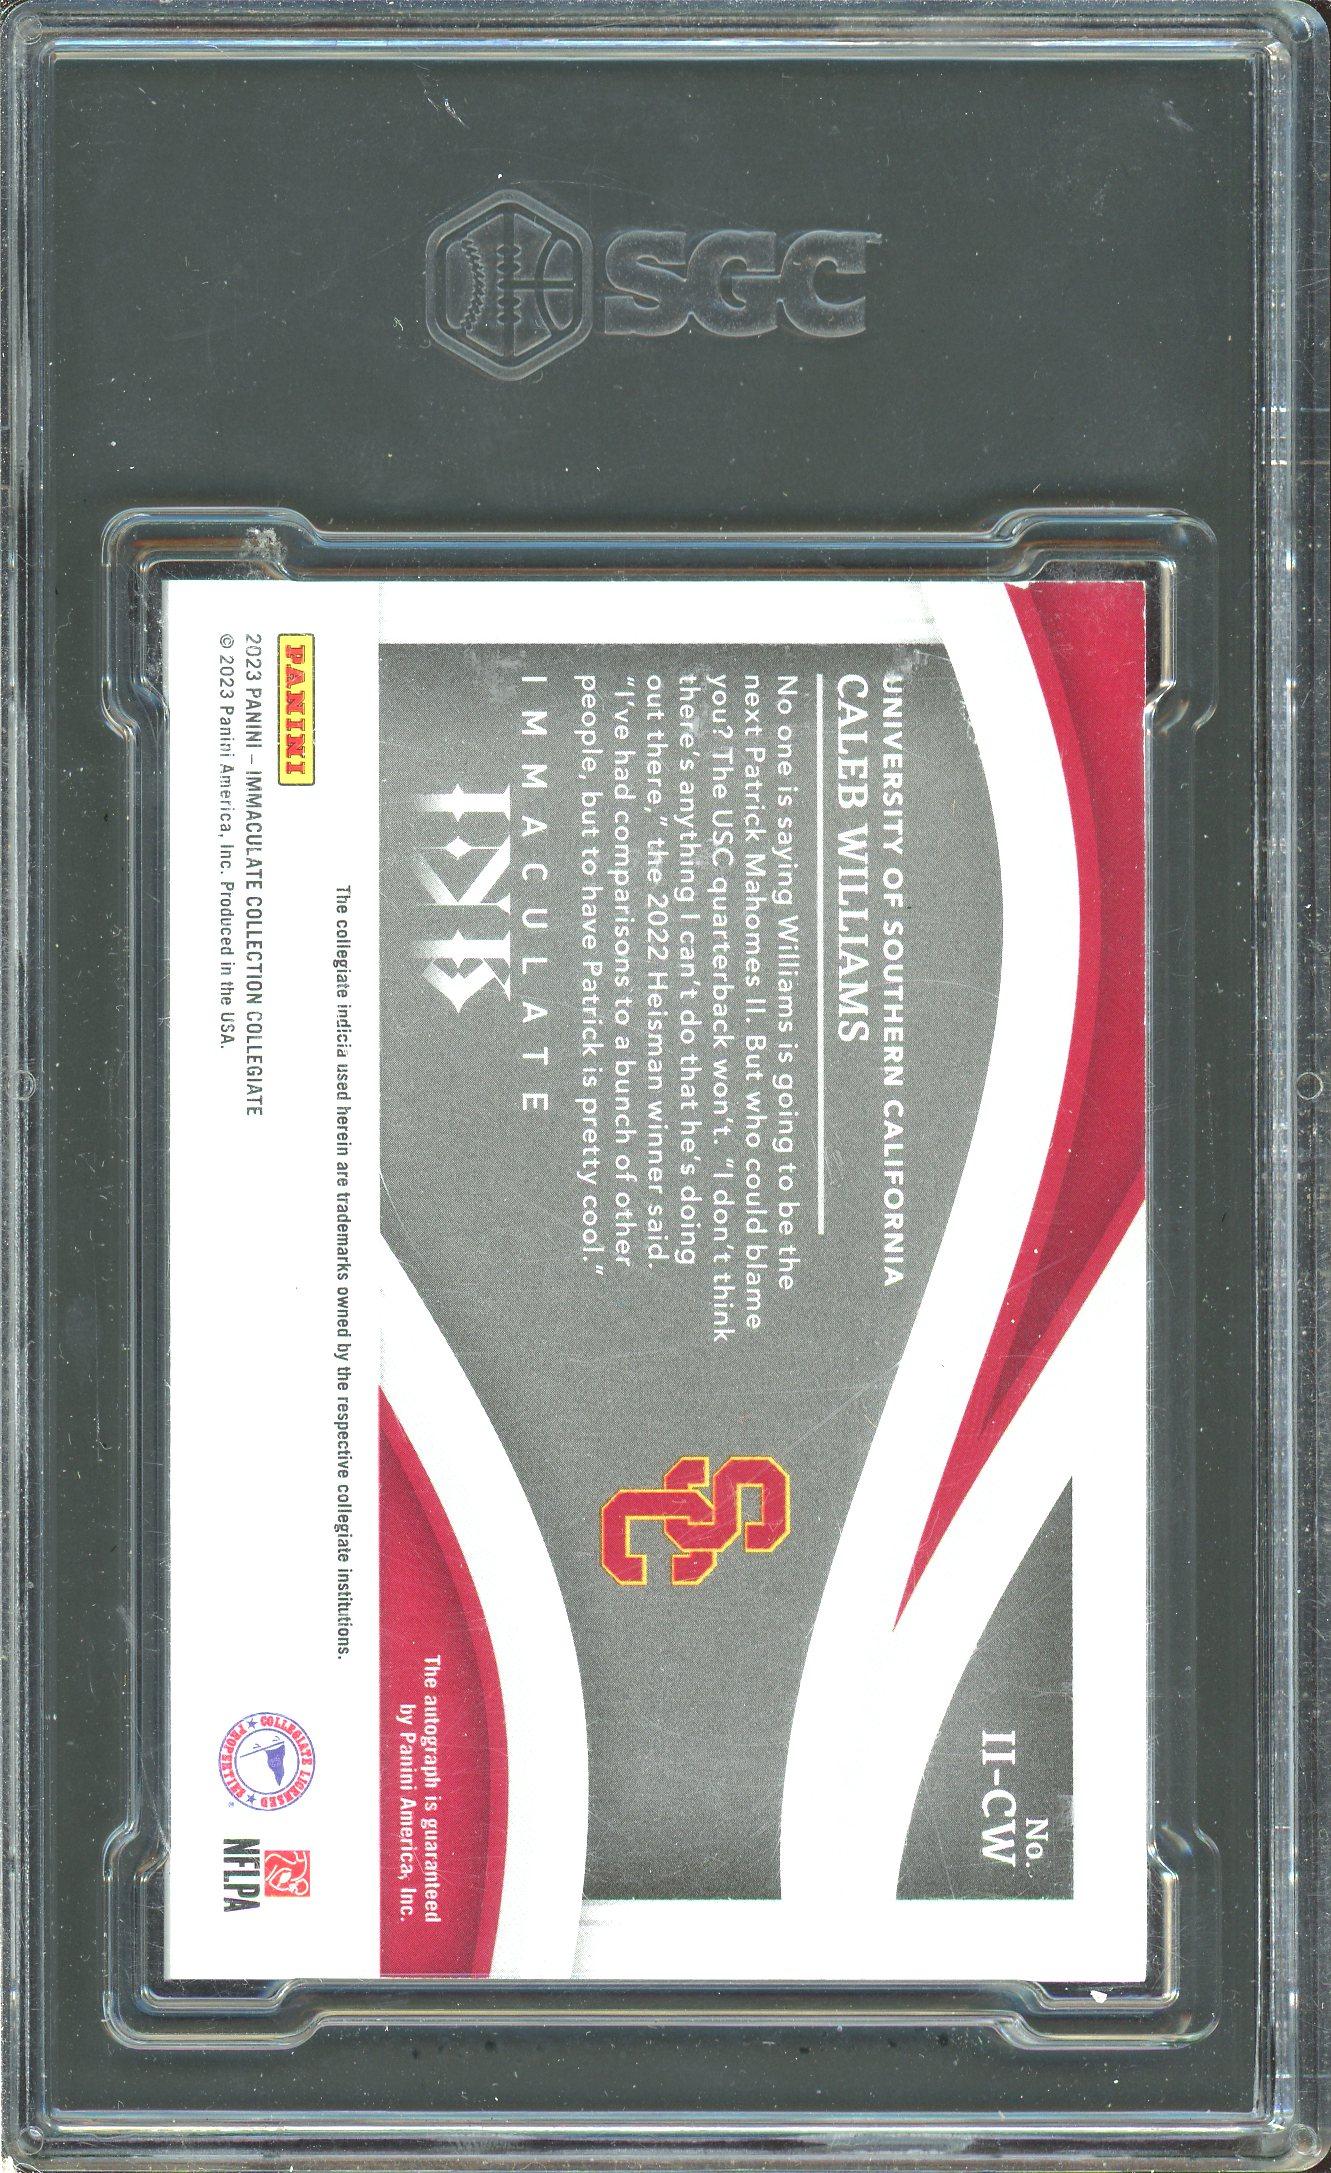 SGC
No.
II-CW
UNIVERSITY OF SOUTHERN CALIFORNIA
CALEB WILLIAMS
No one is saying Williams is going to be the
next Patrick Mahomes II. But who could blame
you? The USC quarterback won't. "I don't think
there's anything I can't do that he's doing
out there," the 2022 Heisman winner said.
"I've had comparisons to a bunch of other
people, but to have Patrick is pretty cool."
SC
IMMACULATE
INK
The autograph is guaranteed
by Panini America, Inc.
The collegiate indicia used herein are trademarks owned by the respective collegiate institutions.
PANINI
2023 PANINI – IMMACULATE COLLECTION COLLEGIATE
© 2023 Panini America, Inc. Produced in the USA.
COLLEGIATE LICENSED PROPERTIES
NFLPA